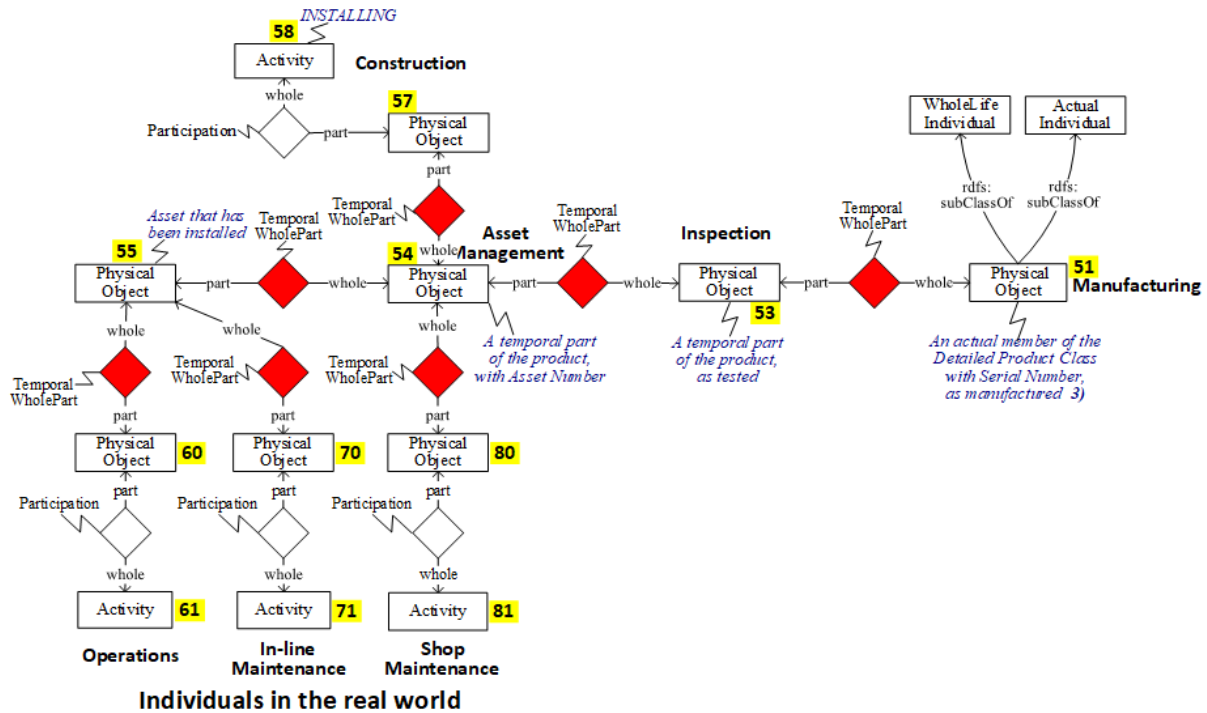 INSTALLING
58
Activity
Construction
whole
57
Participation
part
Physical
Object
WholeLife
Individual
Actual
Individual
part
rdfs:
subClassOf
rdfs:
subClassOf
Temporal
WholePart
Asset that has
been installed
Temporal
WholePart
Temporal
WholePart
Temporal
WholePart
55
whole
54
Asset
Management
Inspection
51
Manufacturing
Physical
Object
part
whole
Physical
Object
part
whole
Physical
Object
53
part
whole
Physical
Object
whole
whole
whole
A temporal part
of the product,
with Asset Number
A temporal part
of the product,
as tested
An actual member of the
Detailed Product Class
with Serial Number,
as manufactured 3)
Temporal
WholePart
Temporal
WholePart
Temporal
WholePart
part
part
part
Physical
Object
60
Physical
Object
70
Physical
Object
80
part
part
part
Participation
Participation
Participation
whole
whole
whole
Activity
61
Activity
71
Activity
81
Operations
In-line
Maintenance
Shop
Maintenance
Individuals in the real world